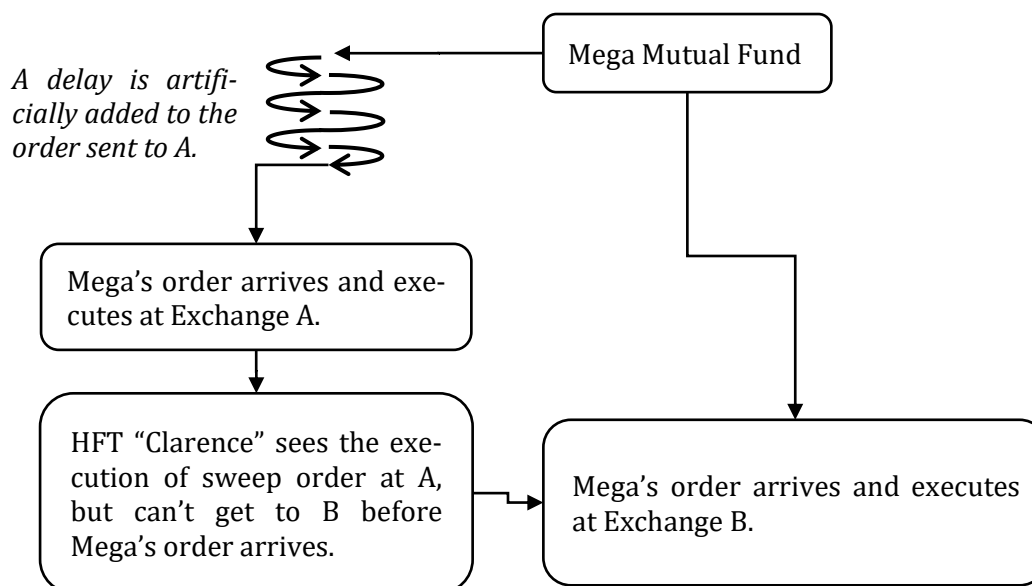 Mega Mutual Fund
A delay is artifi-
cially added to the
order sent to A.
Mega's order arrives and exe-
cutes at Exchange A.
HFT “Clarence” sees the exe-
cution of sweep order at A,
but can't get to B before
Mega's order arrives.
Mega's order arrives and executes
at Exchange B.